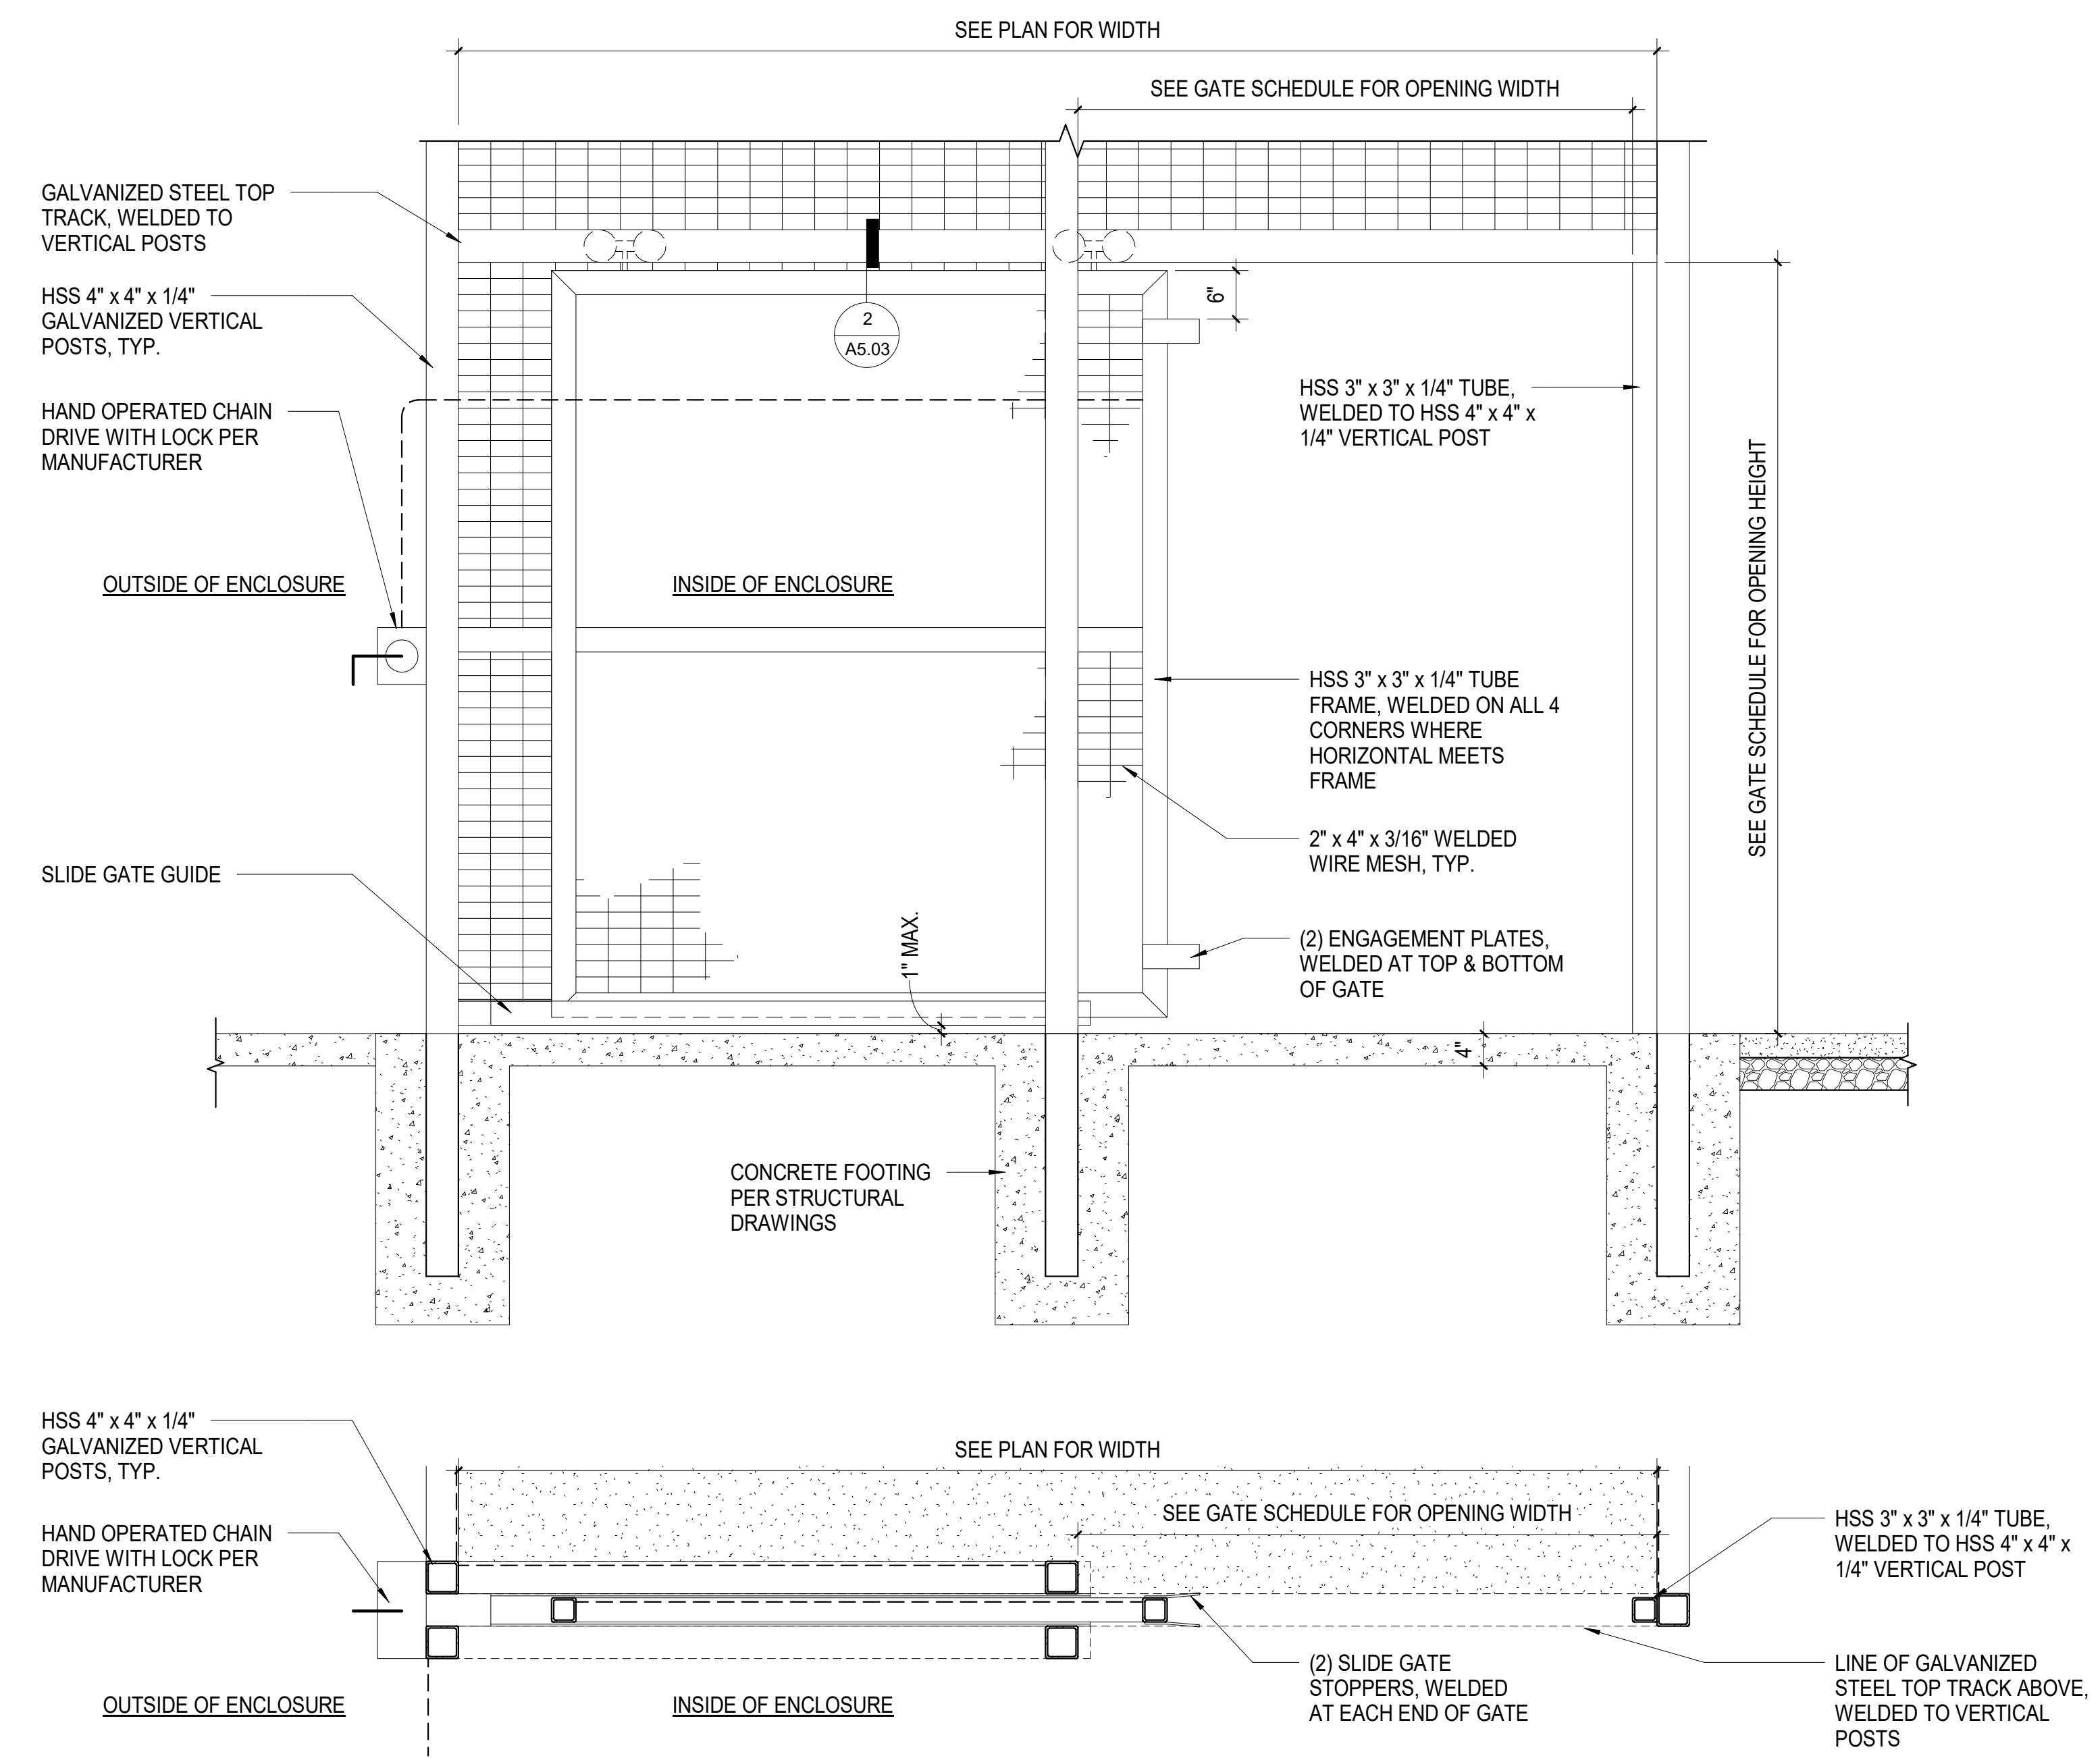 SEE PLAN FOR WIDTH
SEE GATE SCHEDULE FOR OPENING WIDTH
GALVANIZED STEEL TOP
TRACK, WELDED TO
VERTICAL POSTS
HSS 4" x 4" x 1/4"
GALVANIZED VERTICAL
POSTS, TYP.
HAND OPERATED CHAIN
DRIVE WITH LOCK PER
MANUFACTURER
6"
2
A5.03
HSS 3" x 3" x 1/4" TUBE,
WELDED TO HSS 4" x 4" x
1/4" VERTICAL POST
SEE GATE SCHEDULE FOR OPENING HEIGHT
OUTSIDE OF ENCLOSURE
INSIDE OF ENCLOSURE
HSS 3" x 3" x 1/4" TUBE
FRAME, WELDED ON ALL 4
CORNERS WHERE
HORIZONTAL MEETS
FRAME
2" x 4" x 3/16" WELDED
WIRE MESH, TYP.
SLIDE GATE GUIDE
1" MAX.
(2) ENGAGEMENT PLATES,
WELDED AT TOP & BOTTOM
OF GATE
4"
CONCRETE FOOTING
PER STRUCTURAL
DRAWINGS
HSS 4" x 4" x 1/4"
GALVANIZED VERTICAL
POSTS, TYP.
SEE PLAN FOR WIDTH
SEE GATE SCHEDULE FOR OPENING WIDTH
HAND OPERATED CHAIN
DRIVE WITH LOCK PER
MANUFACTURER
HSS 3" x 3" x 1/4" TUBE,
WELDED TO HSS 4" x 4" x
1/4" VERTICAL POST
OUTSIDE OF ENCLOSURE
INSIDE OF ENCLOSURE
(2) SLIDE GATE
STOPPERS, WELDED
AT EACH END OF GATE
LINE OF GALVANIZED
STEEL TOP TRACK ABOVE,
WELDED TO VERTICAL
POSTS